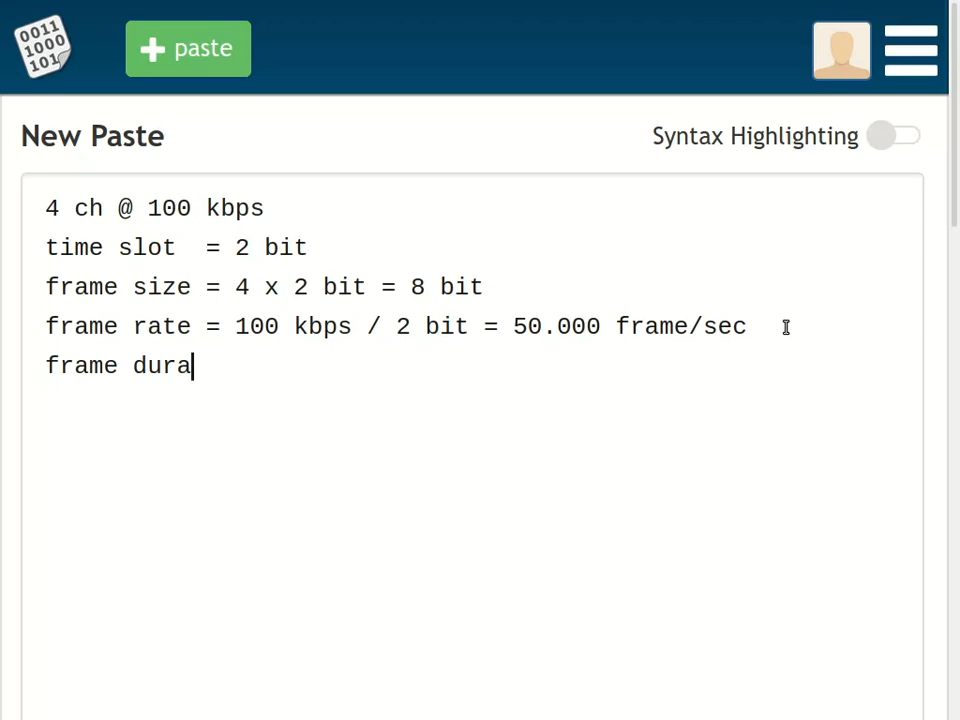 0011
1000
101
+ paste
New Paste
Syntax Highlighting
4 ch @ 100 kbps
time slot  = 2 bit
frame size = 4 x 2 bit = 8 bit
frame rate = 100 kbps / 2 bit = 50.000 frame/sec
frame dura